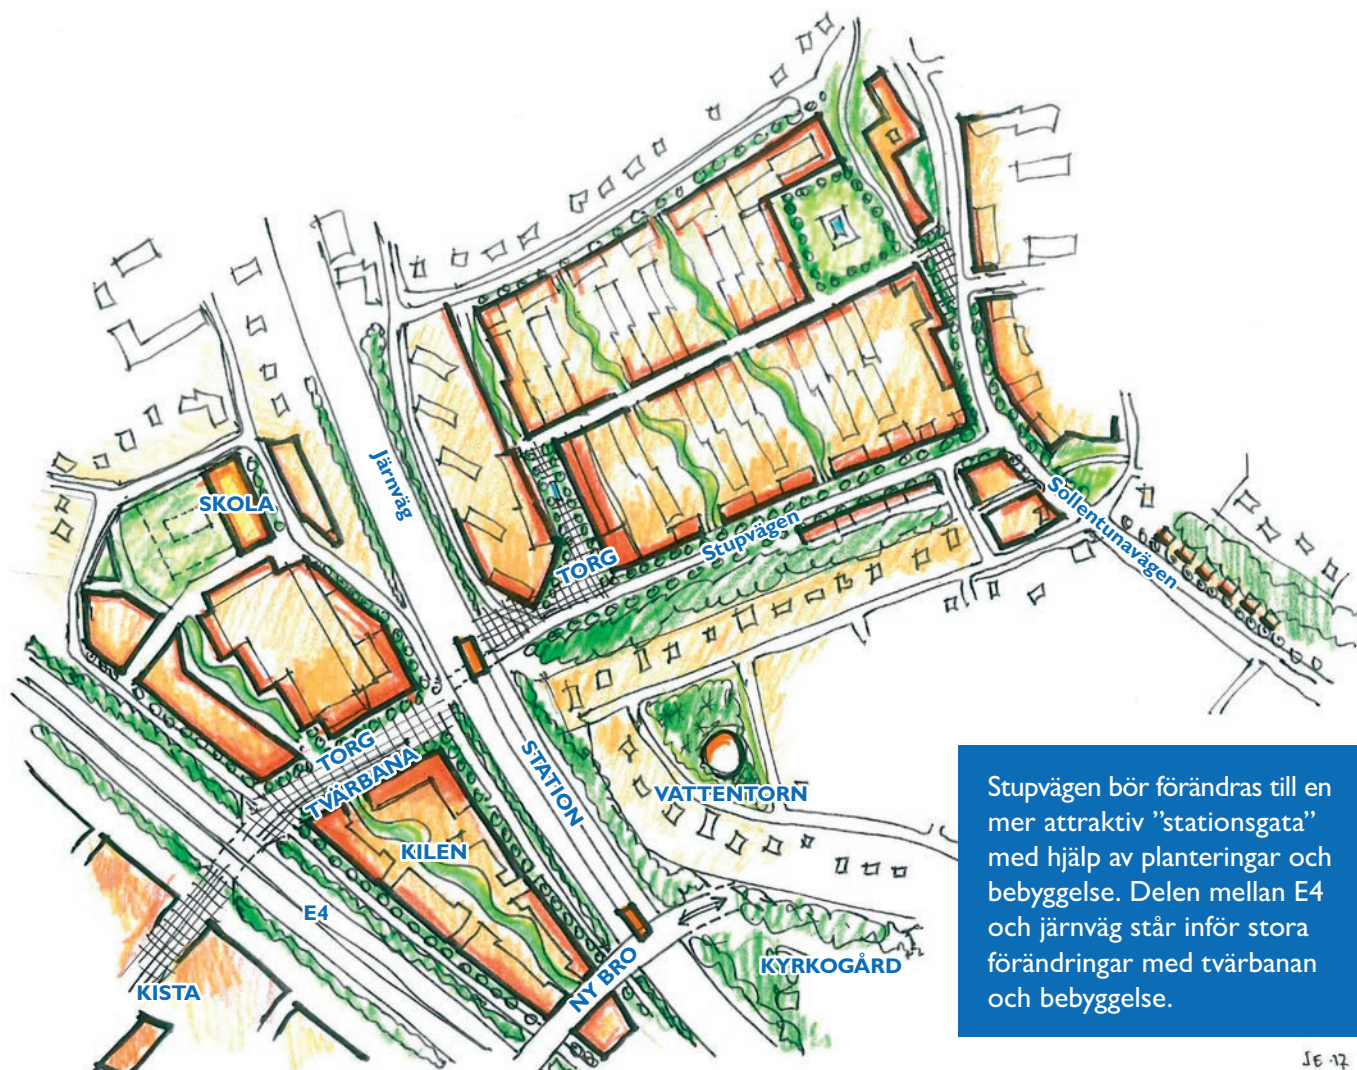 Järnväg
SKOLA
Sollentunavägen
Stupvägen
TORG
TORG
TVÄRBANA
STATION
VATTENTORN
KILEN
E4
NY BRO
KYRKOGÅRD
KISTA
Stupvägen bör förändras till en
mer attraktiv ”stationsgata”
med hjälp av planteringar och
bebyggelse. Delen mellan E4
och järnväg står inför stora
förändringar med tvärbanan
och bebyggelse.
SE -17